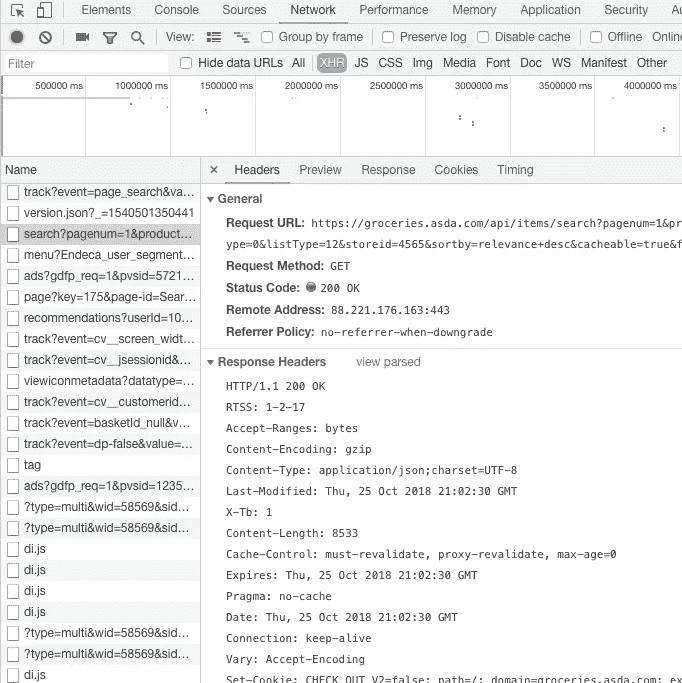 Elements Console Sources Network Performance Memory Application Security Au
View: Group by frame Preserve log Disable cache Offline Online
Filter Hide data URLs All XHR JS CSS Img Media Font Doc WS Manifest Other
500000 ms 1000000 ms 1500000 ms 2000000 ms 2500000 ms 3000000 ms 3500000 ms 4000000 ms
Name
track?event=page_search&va...
version.json?_=1540501350441
search?pagenum=1&product...
menu?Endeca_user_segment...
ads?gdfp_req=1&pvsid=5721...
page?key=175&page-id=Sear...
recommendations?userId=10...
track?event=cv__screen_widt...
track?event=cv__jsessionid&...
viewiconmetadata?datatype=...
track?event=cv__customerid...
track?event=basketId_null&v...
track?event=dp-false&value=...
tag
ads?gdfp_req=1&pvsid=1235...
?type=multi&wid=58569&sid...
?type=multi&wid=58569&sid...
di.js
di.js
di.js
di.js
?type=multi&wid=58569&sid...
?type=multi&wid=58569&sid...
di.js
× Headers Preview Response Cookies Timing
General
Request URL: https://groceries.asda.com/api/items/search?pagenum=1&pr
ype=0&listType=12&storeid=4565&sortby=relevance+desc&cacheable=true&f
Request Method: GET
Status Code: 200 OK
Remote Address: 88.221.176.163:443
Referrer Policy: no-referrer-when-downgrade
Response Headers view parsed
HTTP/1.1 200 OK
RTSS: 1-2-17
Accept-Ranges: bytes
Content-Encoding: gzip
Content-Type: application/json;charset=UTF-8
Last-Modified: Thu, 25 Oct 2018 21:02:30 GMT
X-Tb: 1
Content-Length: 8533
Cache-Control: must-revalidate, proxy-revalidate, max-age=0
Expires: Thu, 25 Oct 2018 21:02:30 GMT
Pragma: no-cache
Date: Thu, 25 Oct 2018 21:02:30 GMT
Connection: keep-alive
Vary: Accept-Encoding
Set-Cookie: CHECK_OUT_V2=false; path=/; domain=groceries.asda.com; ex